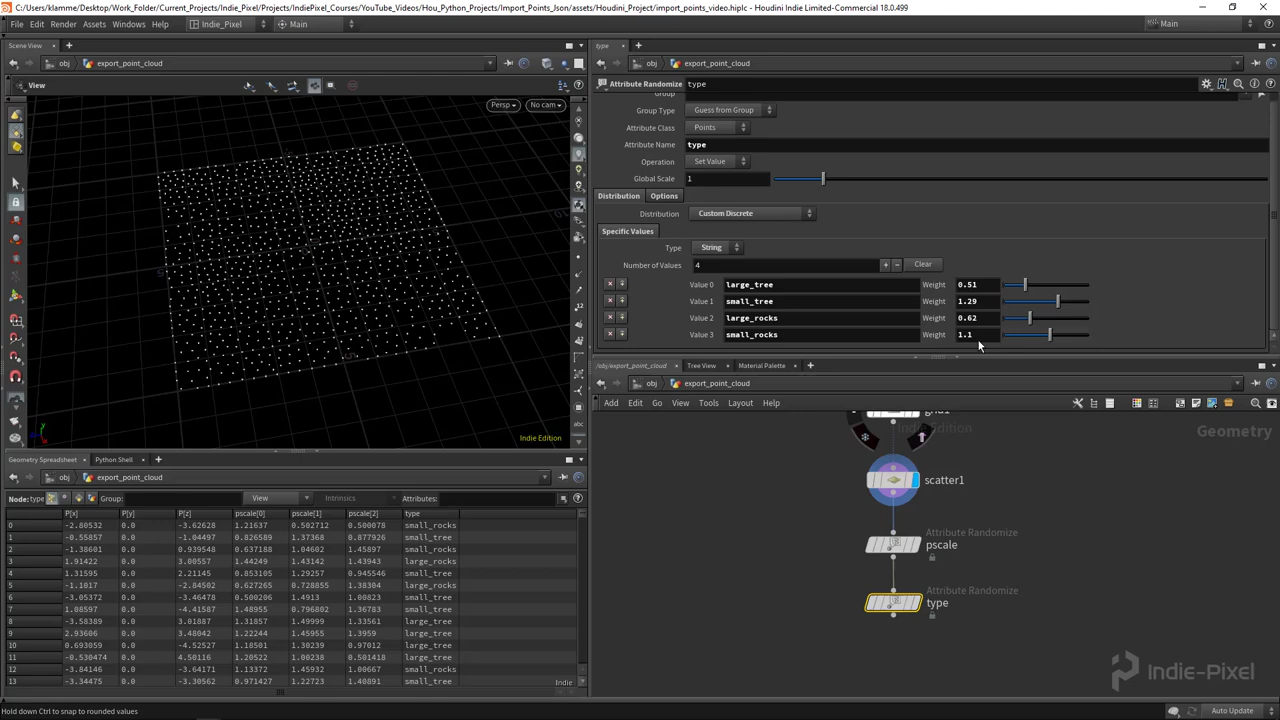 C:/Users/klamme/Desktop/Work_Folder/Current_Projects/Indie_Pixel/Projects/IndiePixel_Courses/YouTube_Videos/Hou_Python_Projects/Import_Points_Json/assets/Houdini_Project/import_points_video.hiplc - Houdini Indie Limited-Commercial 18.0.499
File Edit Render Assets Windows Help Indie_Pixel Main Main
Scene View
obj export_point_cloud
View
Persp No cam
Indie Edition
Geometry Spreadsheet Python Shell
obj export_point_cloud
Node: type Group: View Intrinsics Attributes:
P[x] P[y] P[z] pscale[0] pscale[1] pscale[2] type
0 -2.80532 0.0 -3.62628 1.21637 0.502712 0.500078 small_rocks
1 -0.55857 0.0 -1.04497 0.826589 1.37368 0.877926 small_tree
2 -1.38601 0.0 0.939548 0.637188 1.04602 1.45897 small_rocks
3 1.91422 0.0 3.00557 1.44249 1.43142 1.43943 large_rocks
4 1.31595 0.0 2.21145 0.853105 1.29257 0.945546 small_tree
5 -1.1017 0.0 -2.84502 0.627265 0.728855 1.38304 large_rocks
6 -3.05372 0.0 -3.46478 0.500206 1.4913 1.00823 small_tree
7 1.88597 0.0 -4.41587 1.48955 0.796802 1.36783 large_rocks
8 -3.58389 0.0 3.01887 1.31857 1.49999 1.33561 large_tree
9 2.93606 0.0 3.48042 1.22244 1.45955 1.3959 large_rocks
10 0.693059 0.0 -4.52527 1.18501 1.30239 0.97012 large_tree
11 -0.530474 0.0 4.50116 1.20522 1.00238 0.501418 large_tree
12 -3.84146 0.0 -3.64171 1.13372 1.45932 1.00667 small_rocks
13 -3.34475 0.0 -3.30562 0.971427 1.22723 1.40891 small_tree
Indie
Hold down Ctrl to snap to rounded values
type
obj export_point_cloud
Attribute Randomize type
Group
Group Type Guess from Group
Attribute Class Points
Attribute Name type
Operation Set Value
Global Scale 1
Distribution Options
Distribution Custom Discrete
Specific Values
Type String
Number of Values 4 Clear
Value 0 large_tree Weight 0.51
Value 1 small_tree Weight 1.29
Value 2 large_rocks Weight 0.62
Value 3 small_rocks Weight 1.1
/obj/export_point_cloud Tree View Material Palette
obj export_point_cloud
Add Edit Go View Tools Layout Help
grid1
Indie Edition
Geometry
scatter1
Attribute Randomize
pscale
Attribute Randomize
type
Indie-Pixel
Auto Update